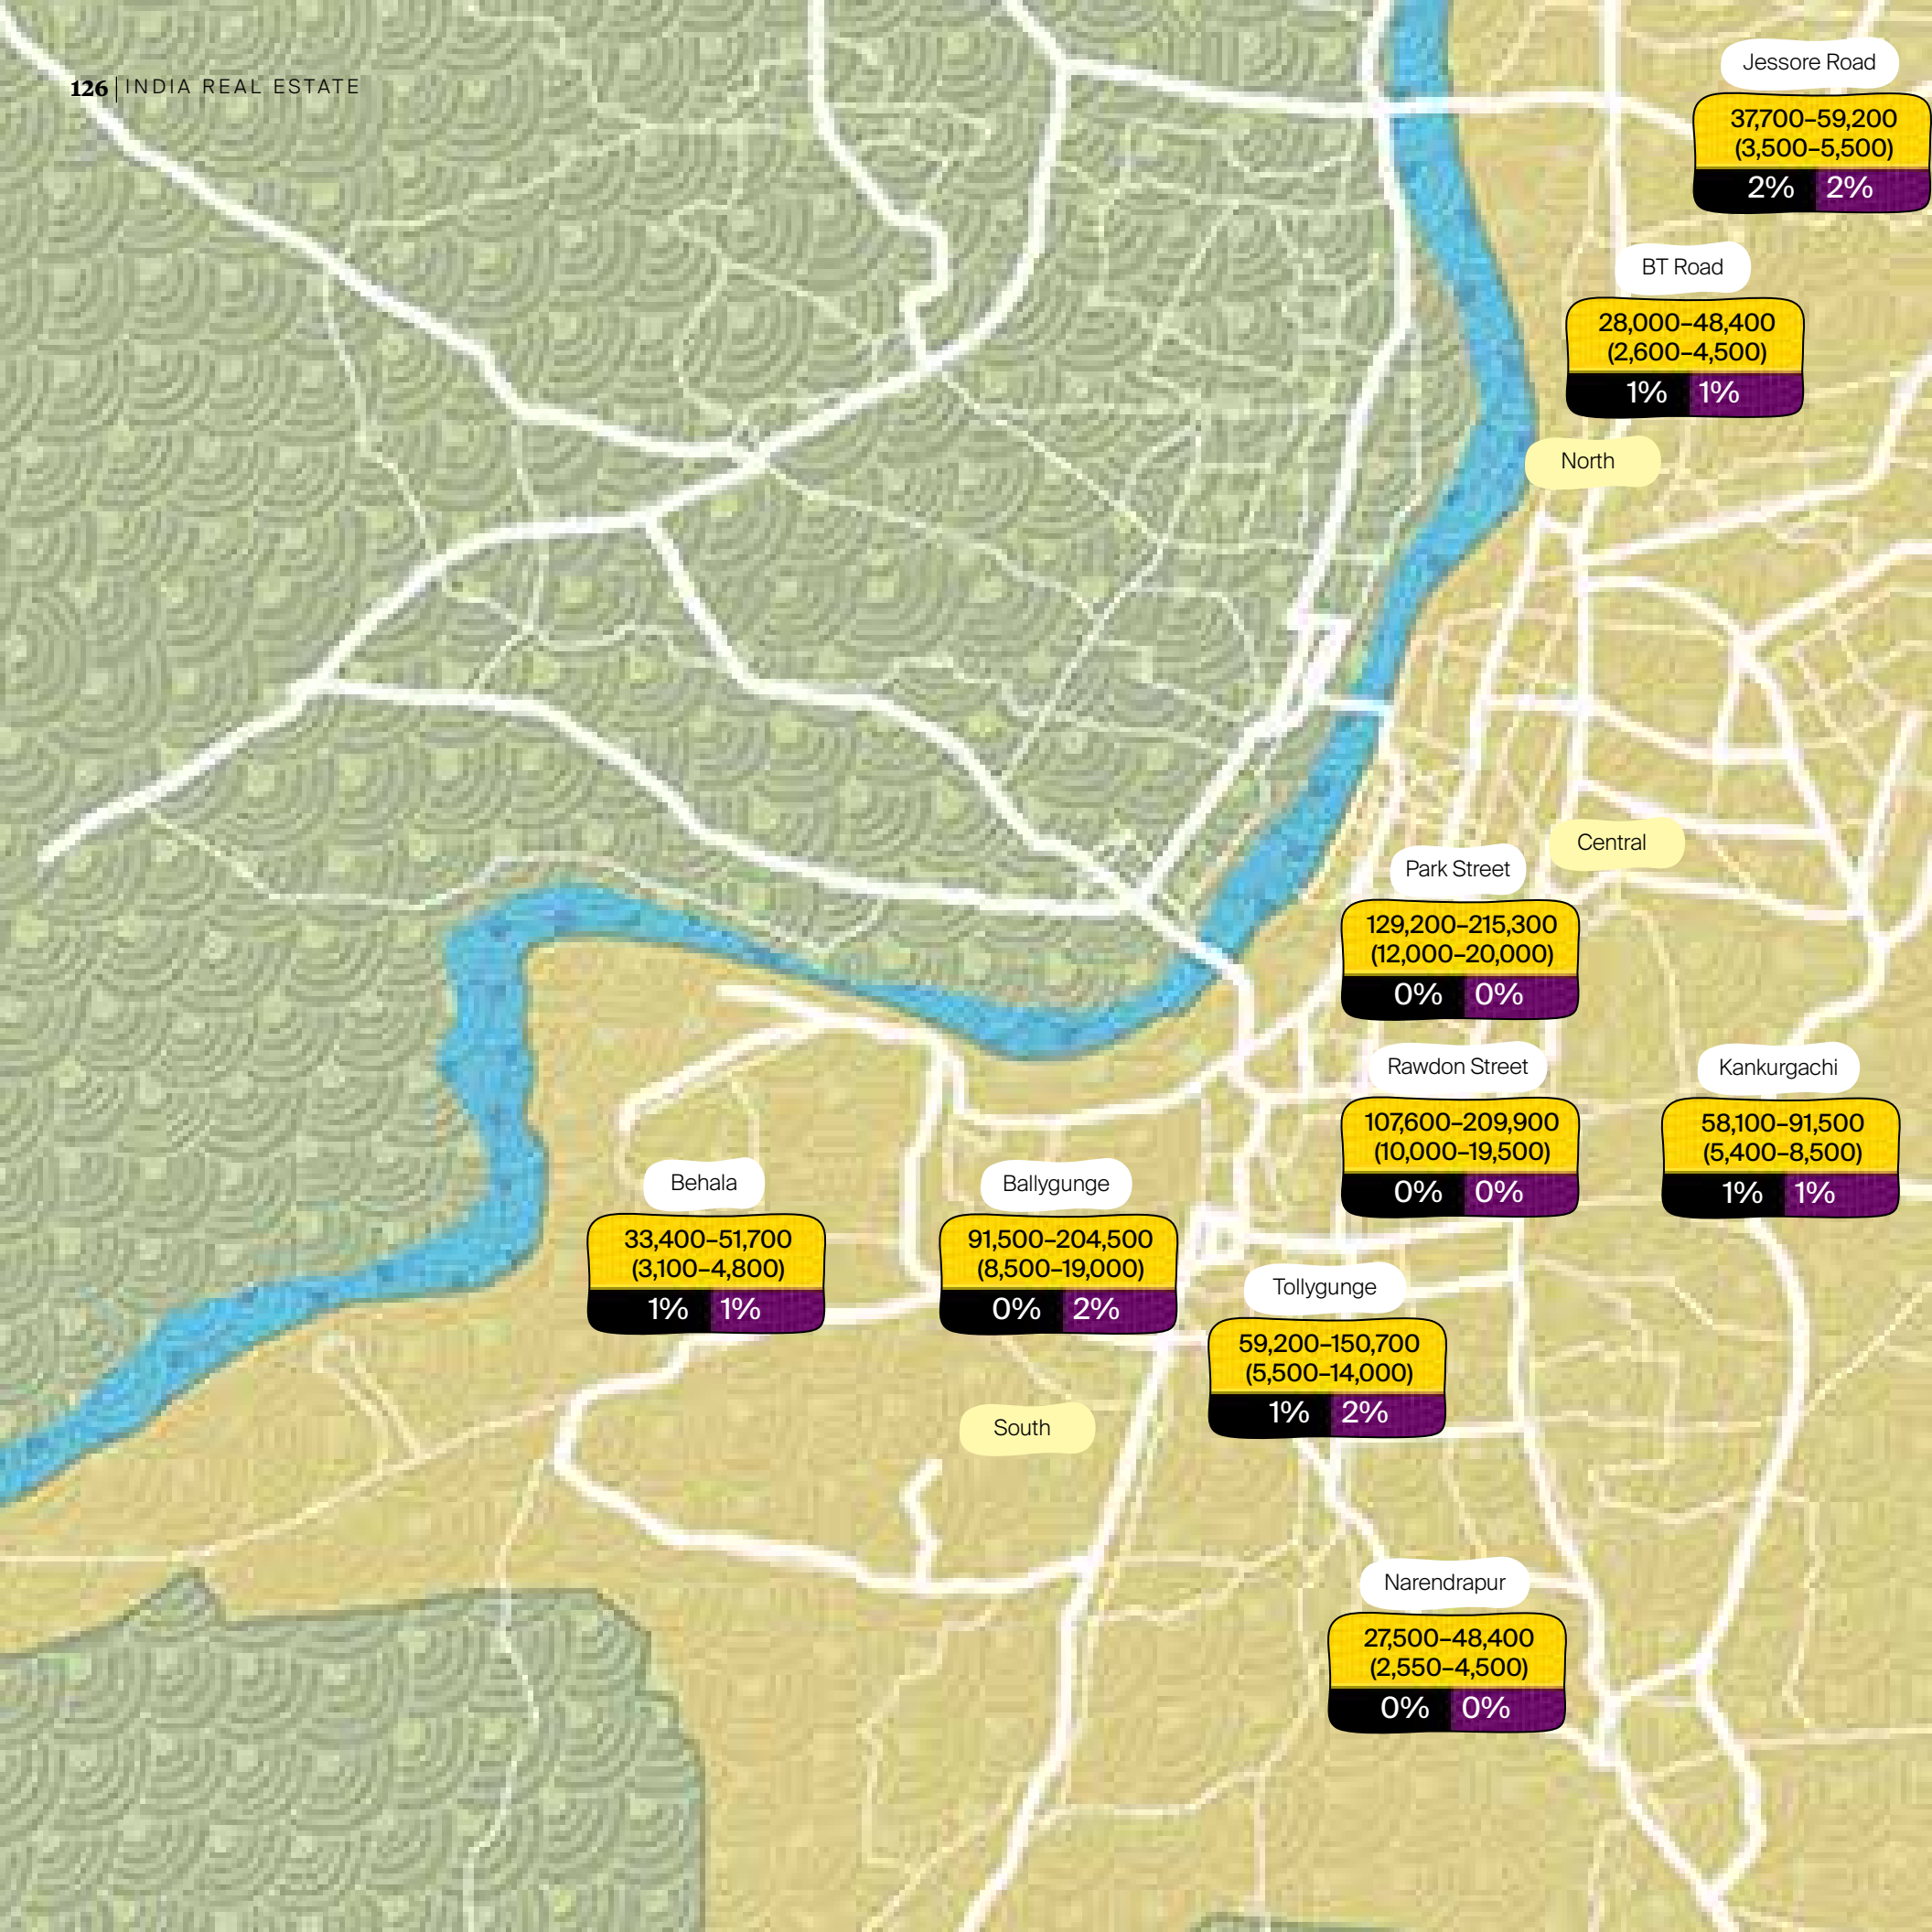 126 | INDIA REAL ESTATE
Jessore Road
37,700–59,200
(3,500–5,500)
2% 2%
BT Road
28,000–48,400
(2,600–4,500)
1% 1%
North
Central
Park Street
129,200–215,300
(12,000–20,000)
0% 0%
Rawdon Street
107,600–209,900
(10,000–19,500)
0% 0%
Kankurgachi
58,100–91,500
(5,400–8,500)
1% 1%
Behala
33,400–51,700
(3,100–4,800)
1% 1%
Ballygunge
91,500–204,500
(8,500–19,000)
0% 2%
Tollygunge
59,200–150,700
(5,500–14,000)
1% 2%
South
Narendrapur
27,500–48,400
(2,550–4,500)
0% 0%